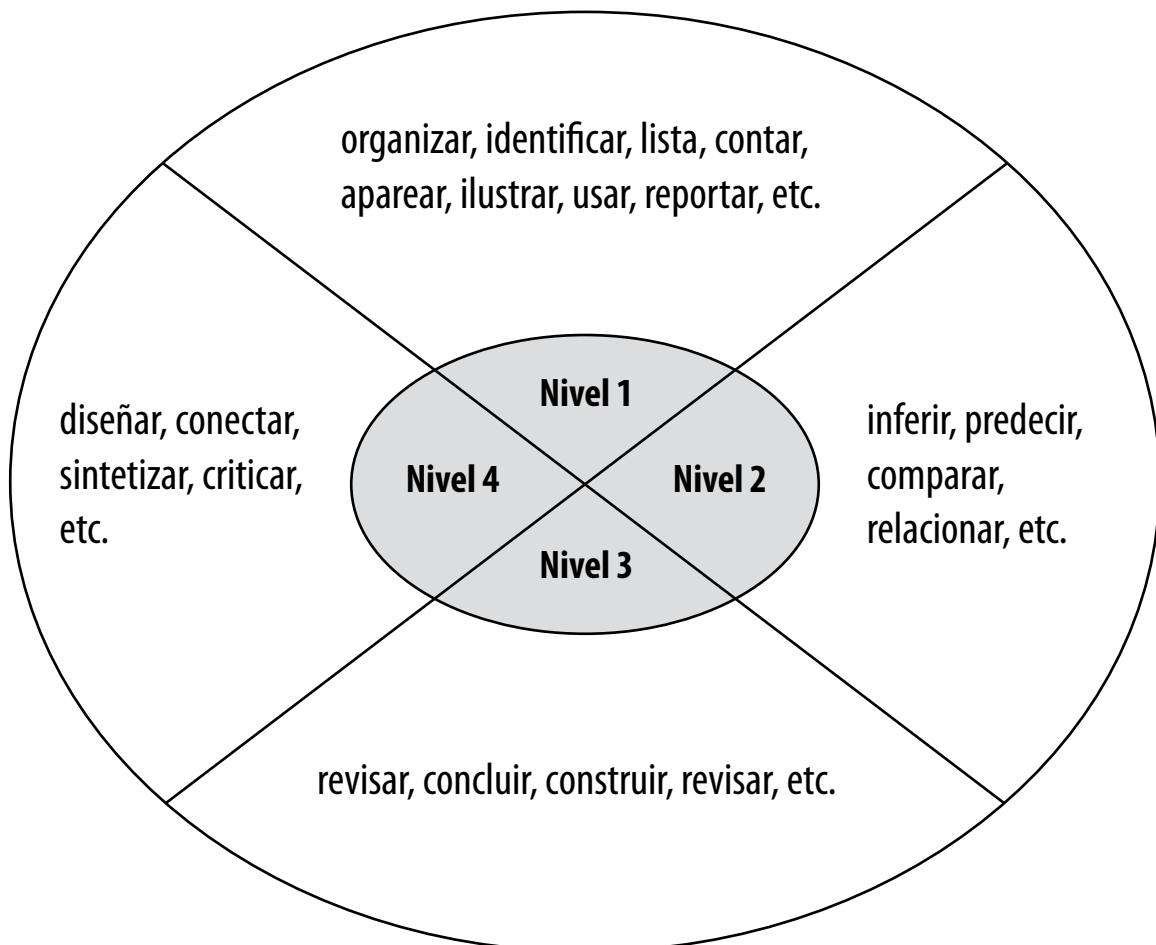 organizar, identificar, lista, contar,
aparear, ilustrar, usar, reportar, etc.
Nivel 1
diseñar, conectar,
sintetizar, criticar,
etc.
Nivel 4
Nivel 2
inferir, predecir,
comparar,
relacionar, etc.
Nivel 3
revisar, concluir, construir, revisar, etc.